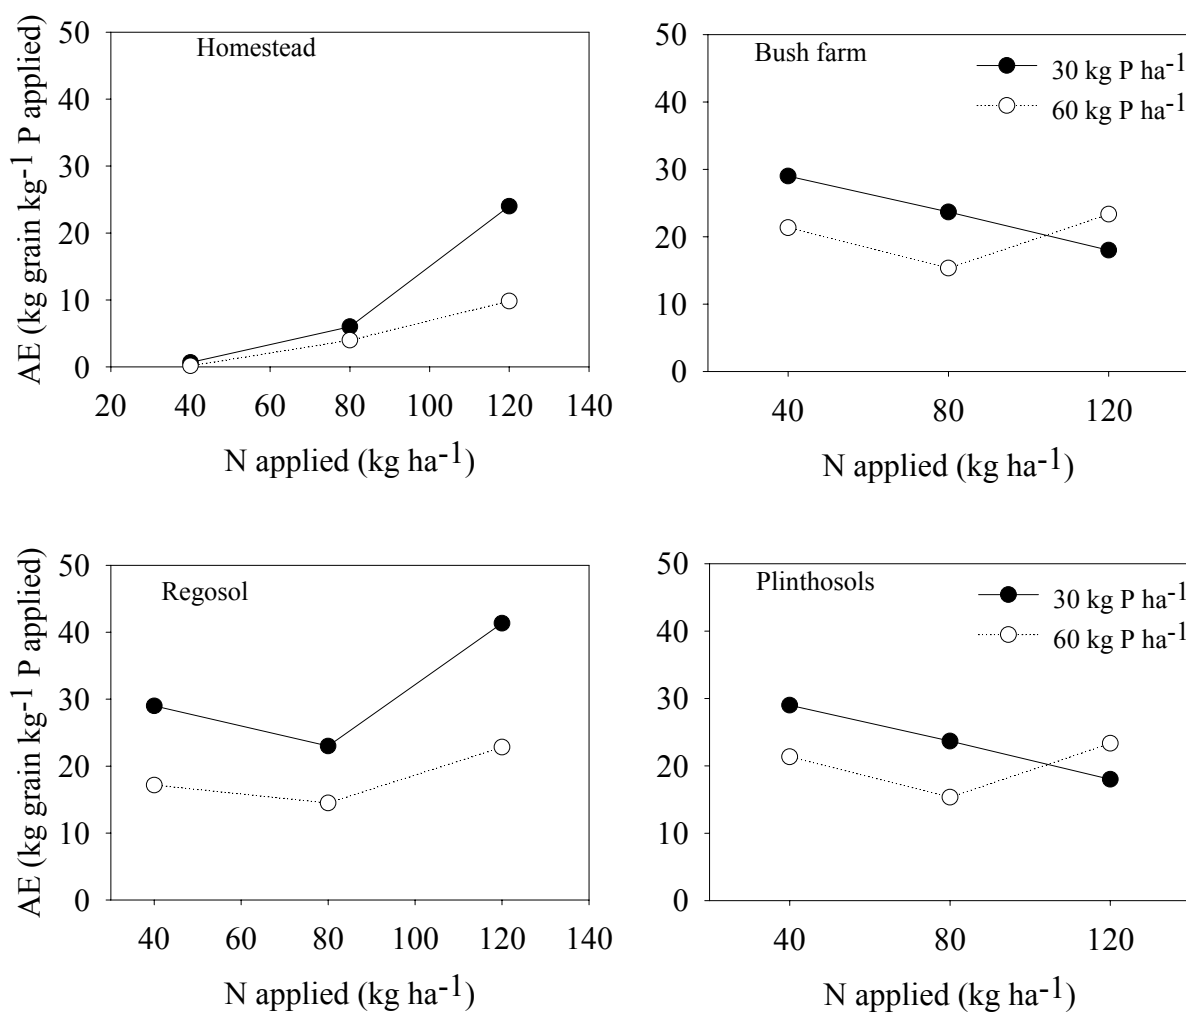 AE (kg grain kg-1 P applied)
50
40
30
20
10
0
Homestead
20 40 60 80 100 120 140
N applied (kg ha-1)
50
40
30
20
10
0
Bush farm
30 kg P ha-1
60 kg P ha-1
40 80 120
N applied (kg ha-1)
AE (kg grain kg-1 P applied)
50
40
30
20
10
0
Regosol
40 60 80 100 120 140
N applied (kg ha-1)
50
40
30
20
10
0
Plinthosols
30 kg P ha-1
60 kg P ha-1
40 80 120
N applied (kg ha-1)